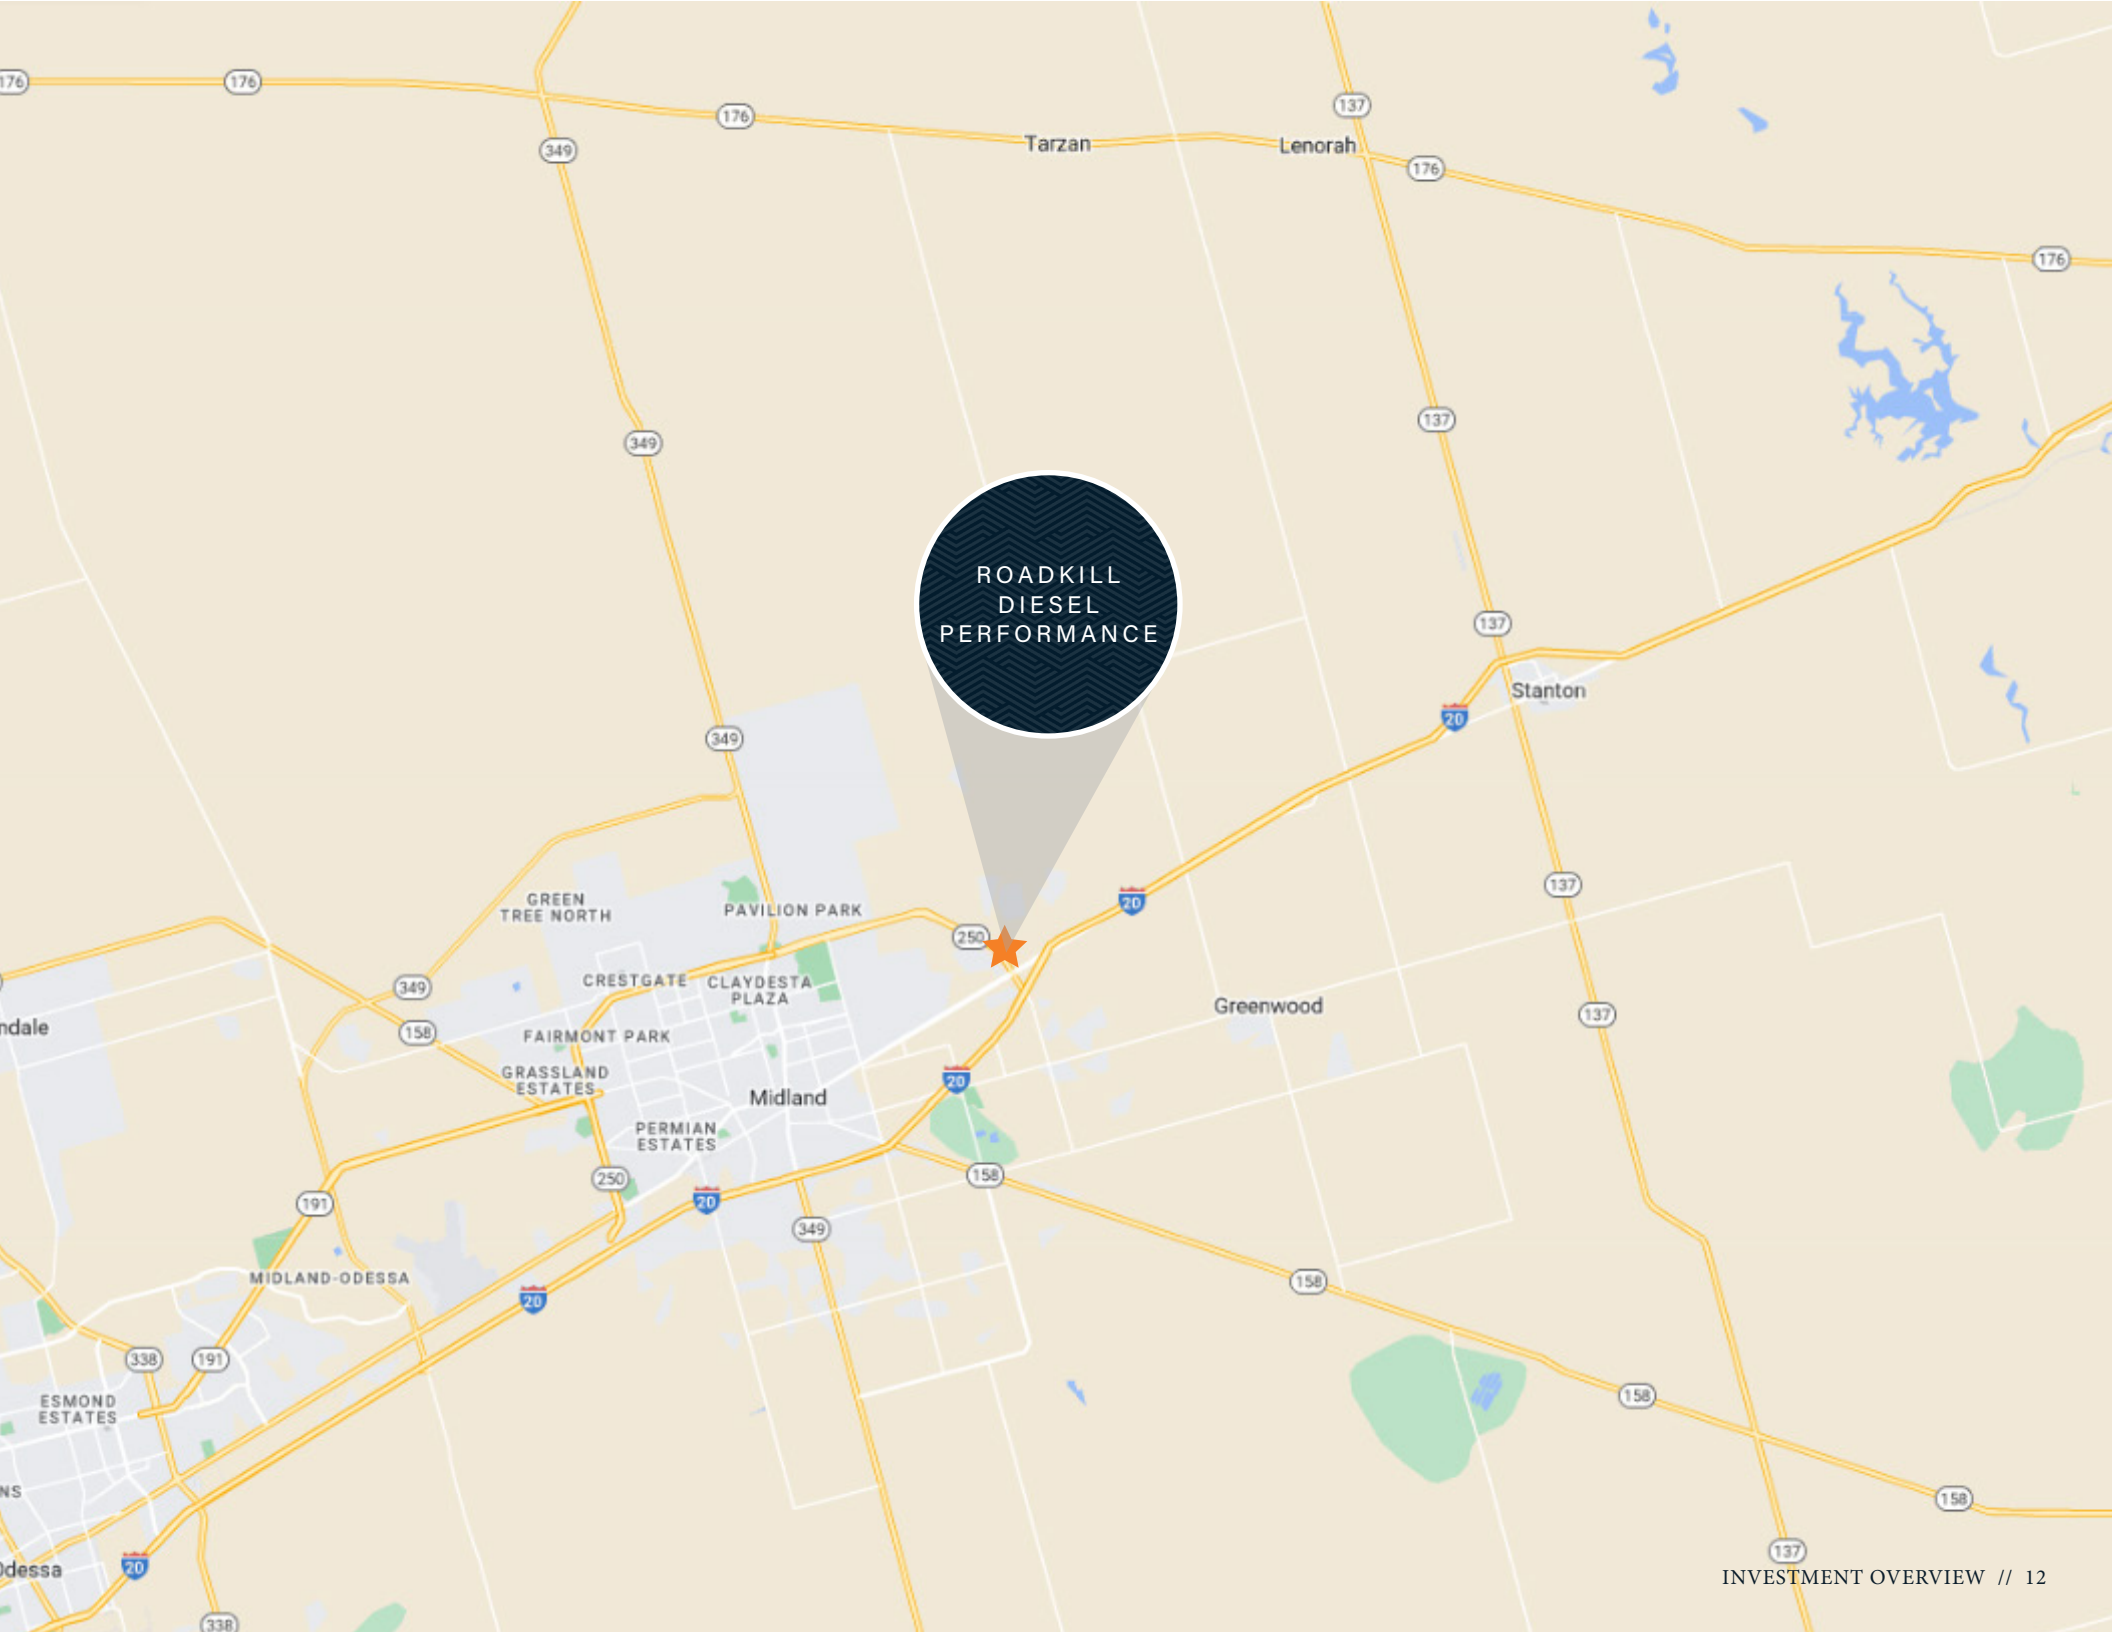 176
176
176
137
349
Tarzan
Lenorah
176
176
137
349
ROADKILL
DIESEL
PERFORMANCE
137
Stanton
20
349
137
20
GREEN
TREE NORTH
PAVILION PARK
250
349
CRESTGATE
CLAYDESTA
PLAZA
Greenwood
137
ndale
158
FAIRMONT PARK
GRASSLAND
ESTATES
20
Midland
PERMIAN
ESTATES
250
158
191
20
349
MIDLAND-ODESSA
158
20
338
191
ESMOND
ESTATES
158
NS
158
137
Odessa
20
INVESTMENT OVERVIEW // 12
338